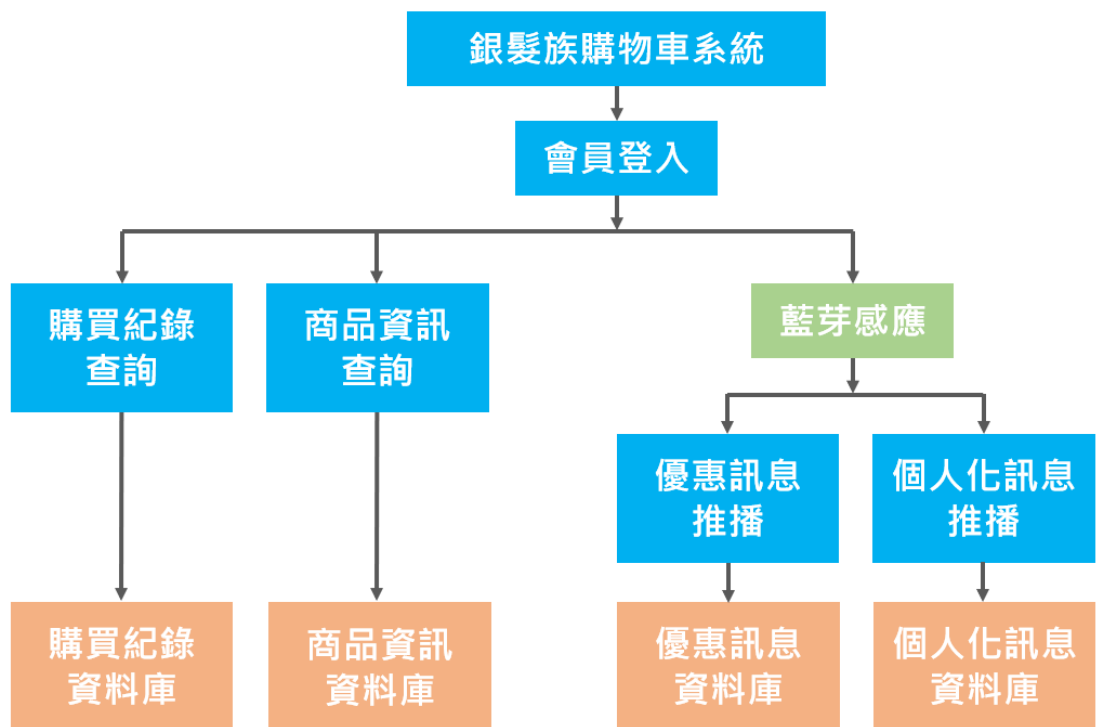 銀髮族購物車系統
會員登入
購買紀錄
查詢
商品資訊
查詢
藍芽感應
優惠訊息
推播
個人化訊息
推播
購買紀錄
資料庫
商品資訊
資料庫
優惠訊息
資料庫
個人化訊息
資料庫